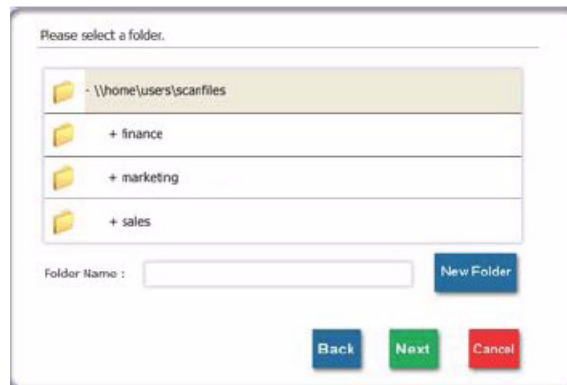 Please select a folder.
- \\home\users\scanfiles
+ finance
+ marketing
+ sales
Folder Name :
New Folder
Back
Next
Cancel